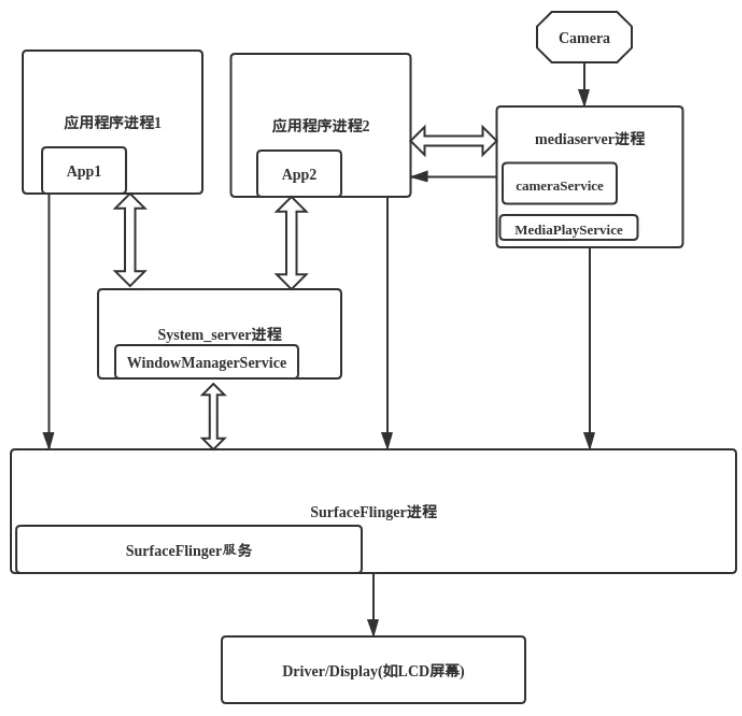 Camera
应用程序进程1
应用程序进程2
mediaserver进程
App1
App2
cameraService
MediaPlayService
System_server进程
WindowManagerService
SurfaceFlinger进程
SurfaceFlinger服务
Driver/Display(如LCD屏幕)